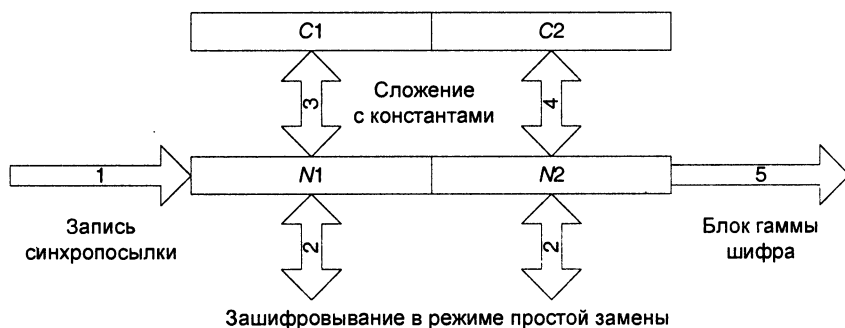 C1 C2
3 Сложение с константами 4
1 N1 N2 5
Запись
синхропосылки
2 2
Блок гаммы
шифра
Зашифровывание в режиме простой замены